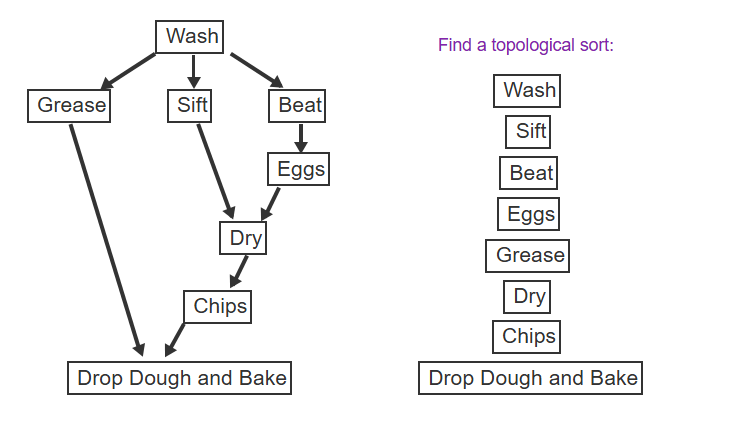 Wash
Grease
Sift
Beat
Eggs
Dry
Chips
Drop Dough and Bake
Find a topological sort:
Wash
Sift
Beat
Eggs
Grease
Dry
Chips
Drop Dough and Bake